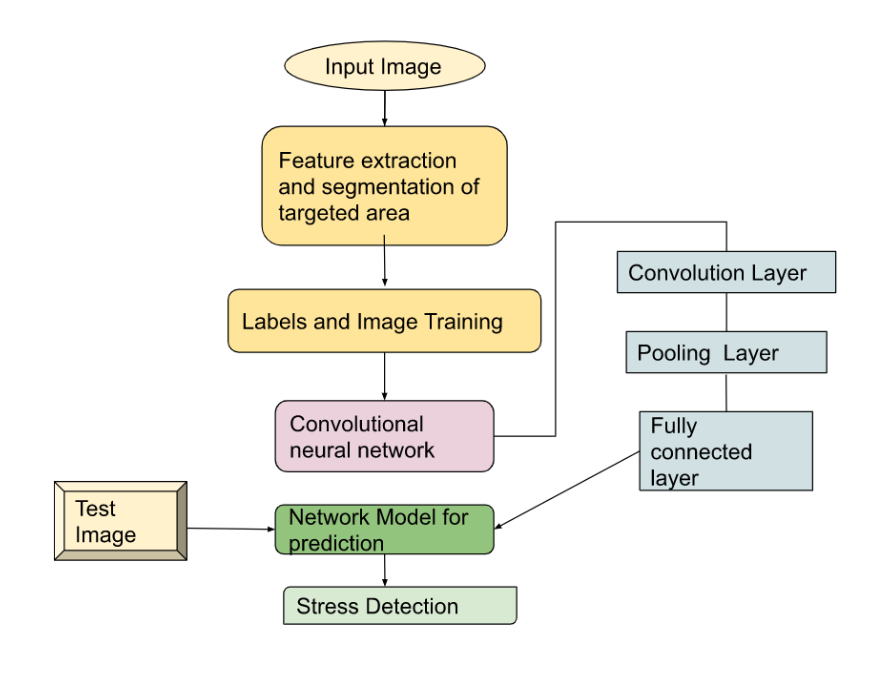 Input Image
Feature extraction
and segmentation of
targeted area
Labels and Image Training
Convolutional
neural network
Convolution Layer
Pooling  Layer
Fully
connected
layer
Test
Image
Network Model for
prediction
Stress Detection